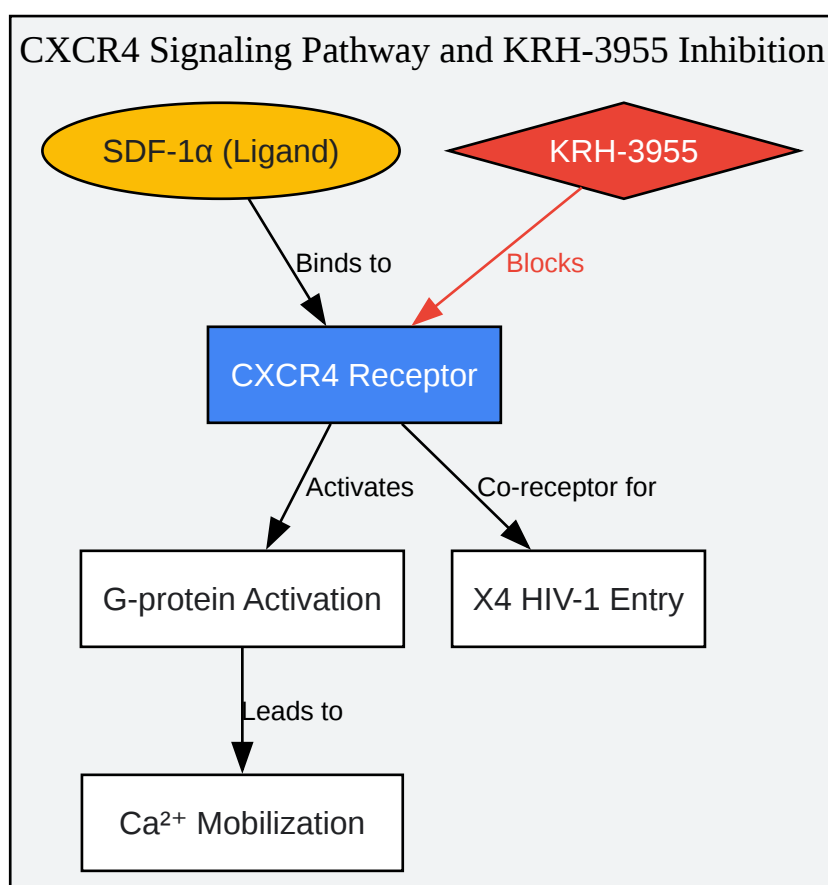 CXCR4 Signaling Pathway and KRH-3955 Inhibition
SDF-1α (Ligand)
KRH-3955
Binds to
Blocks
CXCR4 Receptor
Activates
Co-receptor for
G-protein Activation
X4 HIV-1 Entry
Leads to
Ca²⁺ Mobilization